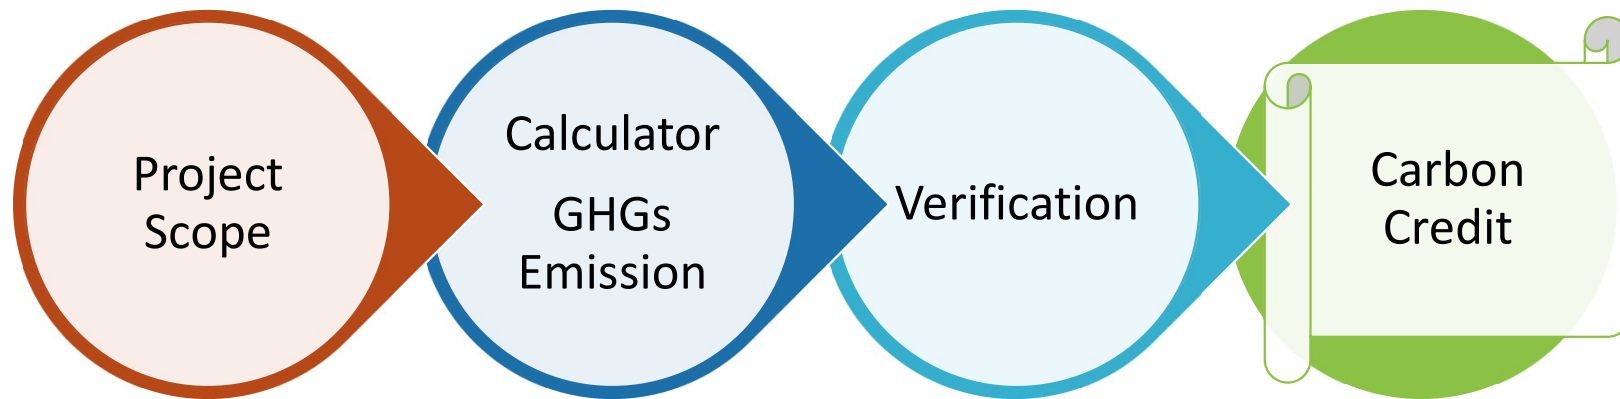 Project
Scope
Calculator
GHGs
Emission
Verification
Carbon
Credit